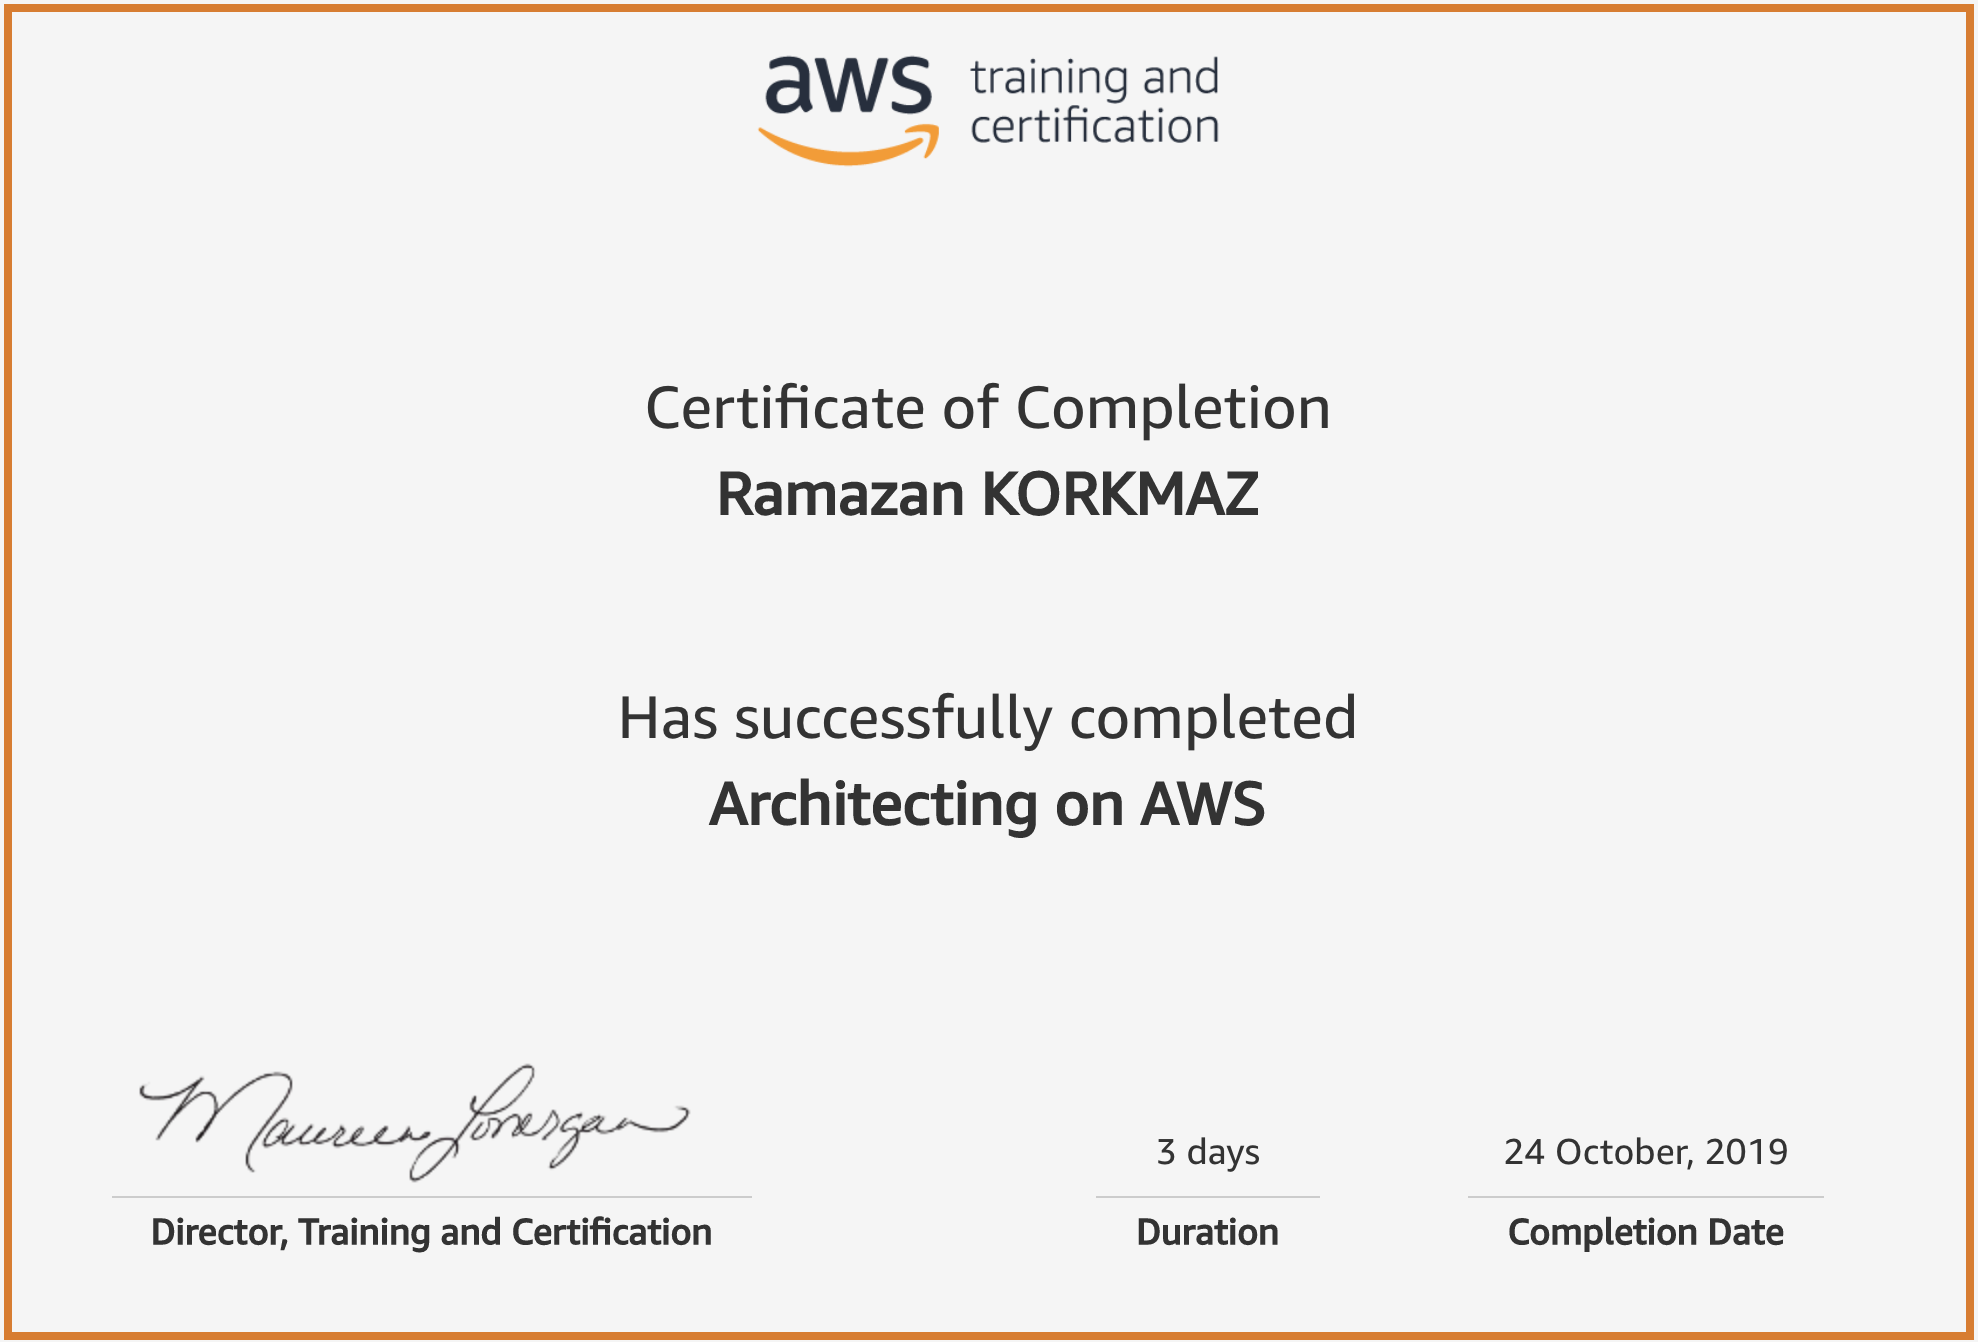 aws training and
certification
Certificate of Completion
Ramazan KORKMAZ
Has successfully completed
Architecting on AWS
Maureen Lonergan
Director, Training and Certification
3 days
Duration
24 October, 2019
Completion Date